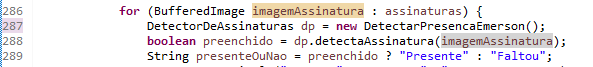 286 for (BufferedImage imagemAssinatura : assinaturas) {
287 DetectorDeAssinaturas dp = new DetectarPresencaEmerson();
288 boolean preenchido = dp.detectaAssinatura(imagemAssinatura);
289 String presenteOuNao = preenchido ? "Presente" : "Faltou";